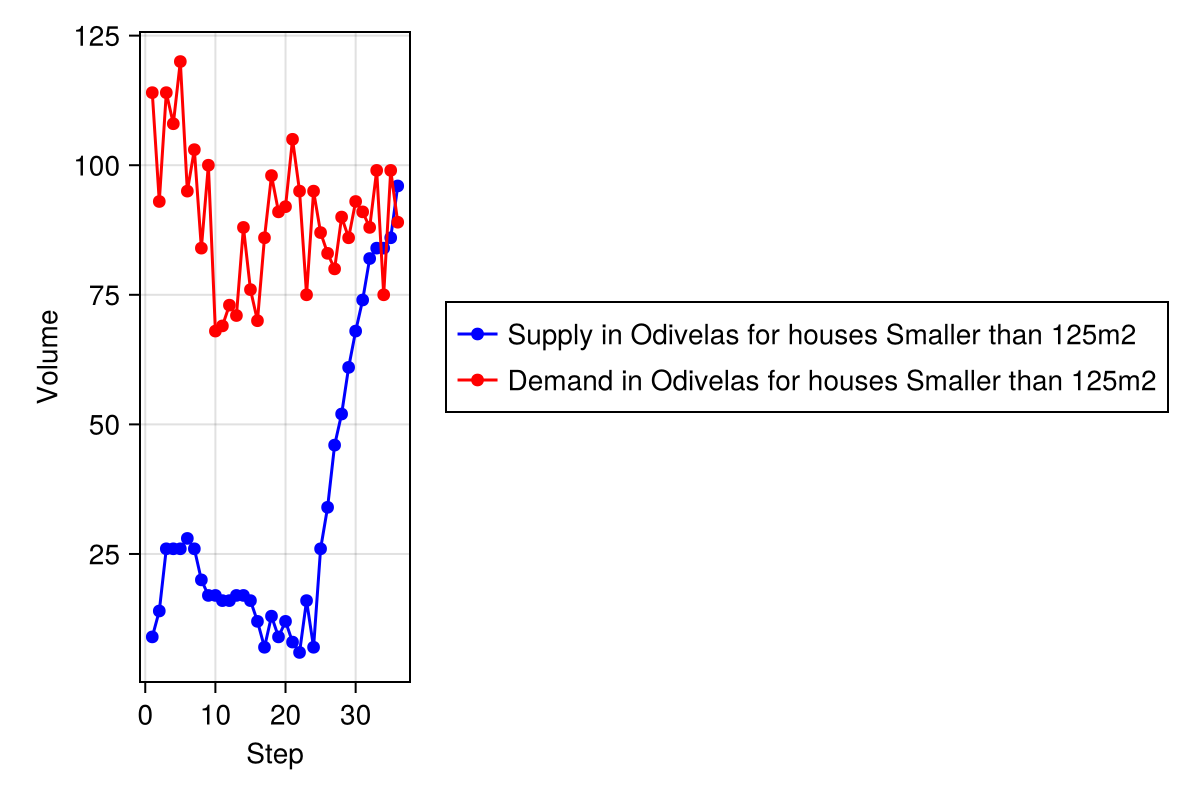 125
100
75
50
25
Volume
0 10 20 30
Step
Supply in Odivelas for houses Smaller than 125m2
Demand in Odivelas for houses Smaller than 125m2